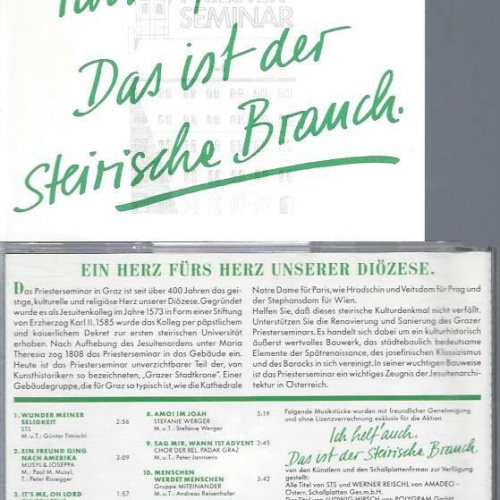 PRIESTER
SEMINAR
Das ist der
Steirische Brauch.
EIN HERZ FÜRS HERZ UNSERER DIÖZESE.
Das Priesterseminar in Graz ist seit über 400 Jahren das gei-
stige, kulturelle und religiöse Herz unserer Diözese. Gegründet
wurde es als Jesuitenkolleg im Jahre 1573 in Form einer Stiftung
von Erzherzog Karl II. 1585 wurde das Kolleg per päpstlichem
und kaiserlichem Dekret zur ersten steirischen Universität
erhoben. Nach Aufhebung des Jesuitenordens unter Maria
Theresia zog 1808 das Priesterseminar in das Gebäude ein.
Heute ist das Priesterseminar unverzichtbarer Teil der, von
Kunsthistorikern so bezeichneten, „Grazer Stadtkrone". Einer
Gebäudegruppe, die für Graz so typisch ist, wie die Kathedrale
Notre Dome für Paris, wie Hradschin und Veitsdom für Prag und
der Stephansdom für Wien.
Helfen Sie, daß dieses steirische Kulturdenkmal nicht verfällt.
Unterstützen Sie die Renovierung und Sanierung des Grazer
Priesterseminars. Es handelt sich dabei um ein kulturhistorisch
äußerst wertvolles Bauwerk, das städtebaulich bedeutsame
Elemente der Spätrenaissance, des josefinischen Klassizismus
und des Barocks in sich vereinigt. In seiner wuchtigen Bauweise
ist das Priesterseminar ein wichtiges Zeugnis der Jesuitenarchi-
tektur in Österreich.
1. WUNDER MEINER
SELIGKEIT 2:56
STS
M. u. T.: Günter Timischl
2. EIN FREUND GING
NACH AMERIKA 3:08
MUSYL & JOSEPPA
M.: Paul M. Musyl,
T.: Peter Rosegger
3. IT'S ME, OH LORD 1:57
8. AMOI IM JOAH 3:19
STEFANIE WERGER
M. u. T.: Stefanie Werger
9. SAG MIR, WANN IST ADVENT 2:45
CHOR DER REL. PÄDAK GRAZ
M. u. T.: Peter Janssens
10. MENSCHEN
WERDET MENSCHEN 3:42
Gruppe MITEINANDER
M. u. T.: Andreas Reisenhofer
Folgende Musikstücke wurden mit freundlicher Genehmigung
und ohne Lizenzverrechnung exklusiv für die Aktion
Ich helf' auch.
Das ist der Steirische Brauch.
von den Künstlern und den Schallplattenfirmen zur Verfügung
gestellt:
Alle Titel von STS und WERNER REISCHL von AMADEO -
Österr. Schallplatten Ges.m.b.H.